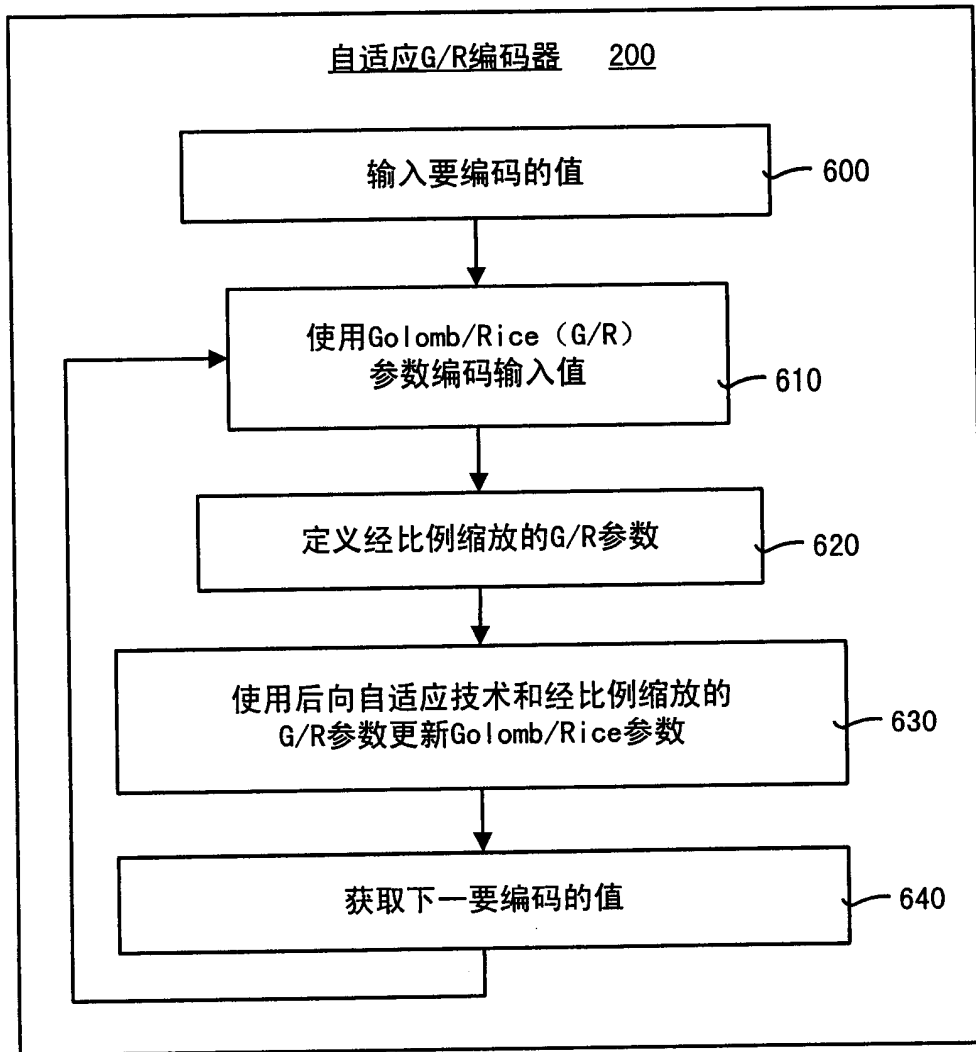 自适应G/R编码器 200
输入要编码的值
600
使用Golomb/Rice（G/R）
参数编码输入值
610
定义经比例缩放的G/R参数
620
使用后向自适应技术和经比例缩放的
G/R参数更新Golomb/Rice参数
630
获取下一要编码的值
640